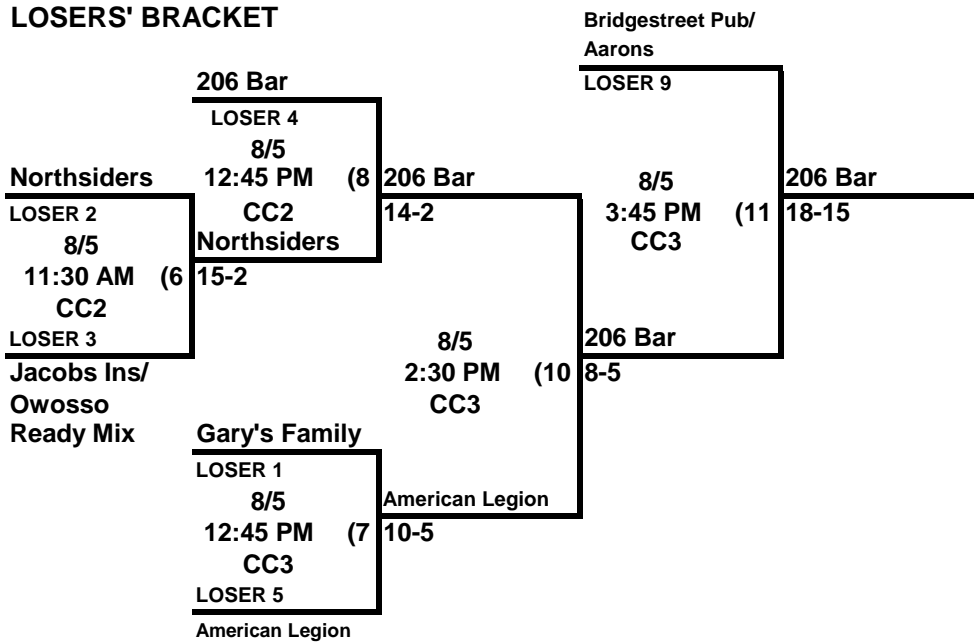 LOSERS' BRACKET
Bridgestreet Pub/
Aarons
LOSER 9
206 Bar
LOSER 4
8/5
12:45 PM (8
CC2
206 Bar
14-2
Northsiders
LOSER 2
8/5
11:30 AM (6
CC2
LOSER 3
Jacobs Ins/
Owosso
Ready Mix
Northsiders
15-2
8/5
3:45 PM (11
CC3
206 Bar
18-15
8/5
2:30 PM (10
CC3
206 Bar
8-5
Gary's Family
LOSER 1
8/5
12:45 PM (7
CC3
LOSER 5
American Legion
American Legion
10-5